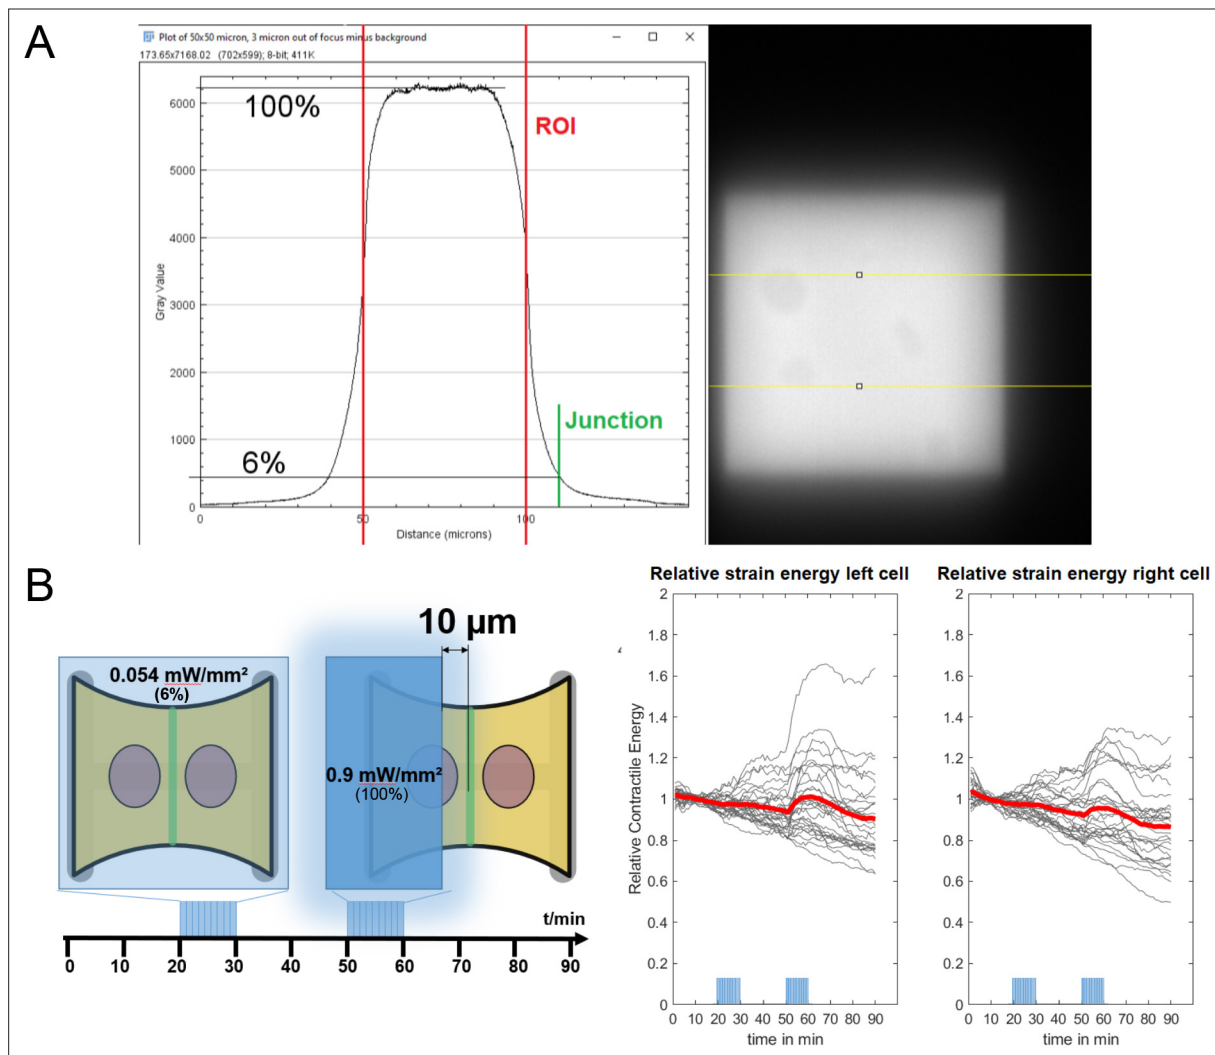 A
Plot of 50x50 micron, 3 micron out of focus minus background
173.65x7168.02 (702x599); 8-bit; 411K
100%
ROI
Junction
6%
Gray Value
6000
5000
4000
3000
2000
1000
0
0
50
100
Distance (microns)
B
10 µm
0.054 mW/mm²
(6%)
0.9 mW/mm²
(100%)
t/min
0 10 20 30 40 50 60 70 80 90
Relative strain energy left cell
Relative Contractile Energy
2
1.8
1.6
1.4
1.2
1
0.8
0.6
0.4
0.2
0
0 10 20 30 40 50 60 70 80 90
time in min
Relative strain energy right cell
2
1.8
1.6
1.4
1.2
1
0.8
0.6
0.4
0.2
0
0 10 20 30 40 50 60 70 80 90
time in min